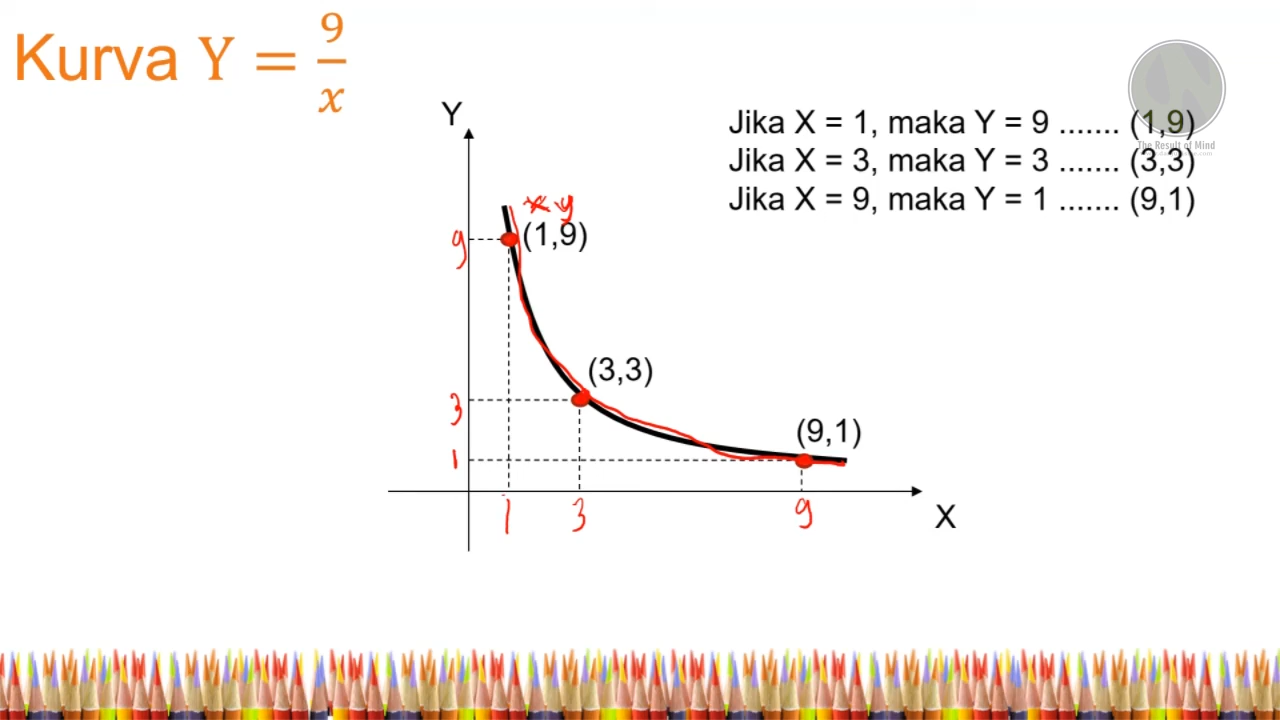 Kurva Y = 9/x
Y
Jika X = 1, maka Y = 9 ....... (1,9)
The Result of Mind
Jika X = 3, maka Y = 3 ....... (3,3)
Jika X = 9, maka Y = 1 ....... (9,1)
x y
9 (1,9)
(3,3)
3
(9,1)
1
1 3 9
X